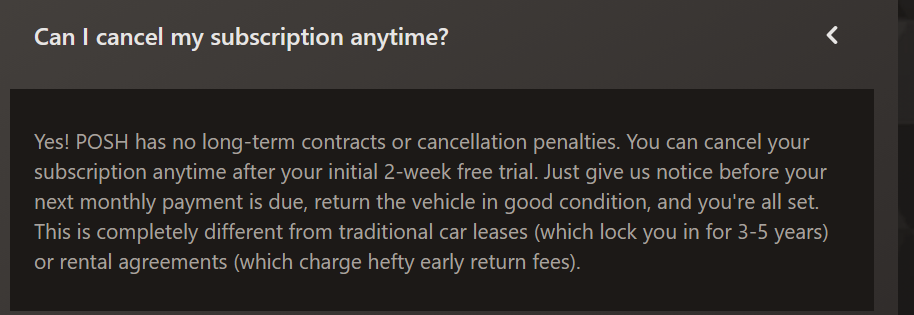 Can I cancel my subscription anytime?
Yes! POSH has no long-term contracts or cancellation penalties. You can cancel your
subscription anytime after your initial 2-week free trial. Just give us notice before your
next monthly payment is due, return the vehicle in good condition, and you're all set.
This is completely different from traditional car leases (which lock you in for 3-5 years)
or rental agreements (which charge hefty early return fees).